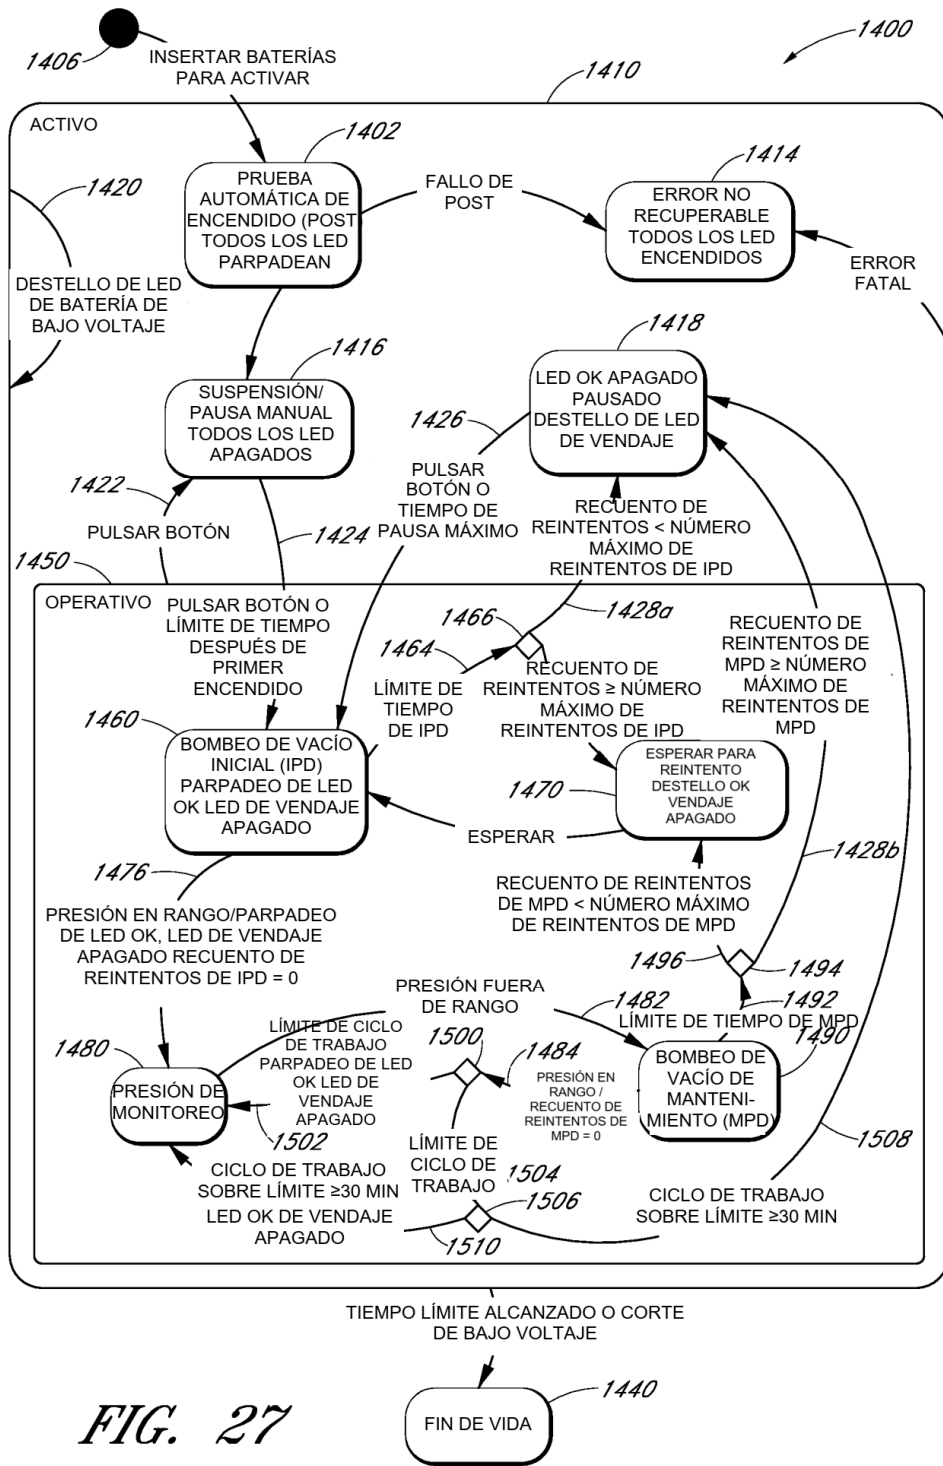 1406
INSERTAR BATERÍAS
PARA ACTIVAR
1400
1410
ACTIVO
1402
PRUEBA
AUTOMÁTICA DE
ENCENDIDO (POST)
TODOS LOS LED
PARPADEAN
FALLO DE
POST
1414
ERROR NO
RECUPERABLE
TODOS LOS LED
ENCENDIDOS
ERROR
FATAL
1420
DESTELLO DE LED
DE BATERÍA DE
BAJO VOLTAJE
1416
SUSPENSIÓN/
PAUSA MANUAL
TODOS LOS LED
APAGADOS
1418
LED OK APAGADO
PAUSADO
DESTELLO DE LED
DE VENDAJE
1426
PULSAR
BOTÓN O
TIEMPO DE
PAUSA MÁXIMO
1422
PULSAR BOTÓN
1424
RECUENTO DE
REINTENTOS < NÚMERO
MÁXIMO DE
REINTENTOS DE IPD
1450
OPERATIVO
PULSAR BOTÓN O
LÍMITE DE TIEMPO
DESPUÉS DE
PRIMER
ENCENDIDO
1466
1428a
1464
LÍMITE DE
TIEMPO
DE IPD
RECUENTO DE
REINTENTOS ≥ NÚMERO
MÁXIMO DE
REINTENTOS DE IPD
RECUENTO DE
REINTENTOS DE
MPD ≥ NÚMERO
MÁXIMO DE
REINTENTOS DE
MPD
1460
BOMBEO DE VACÍO
INICIAL (IPD)
PARPADEO DE LED
OK LED DE VENDAJE
APAGADO
1470
ESPERAR PARA
REINTENTO
DESTELLO OK
VENDAJE
APAGADO
ESPERAR
1476
1428b
RECUENTO DE REINTENTOS
DE MPD < NÚMERO MÁXIMO
DE REINTENTOS DE MPD
PRESIÓN EN RANGO/PARPADEO
DE LED OK, LED DE VENDAJE
APAGADO RECUENTO DE
REINTENTOS DE IPD = 0
1496
1494
PRESIÓN FUERA
DE RANGO
1482
1492
LÍMITE DE TIEMPO DE MPD
1490
1480
LÍMITE DE CICLO
DE TRABAJO
PARPADEO DE LED
OK LED DE
VENDAJE
APAGADO
1500
1484
PRESIÓN EN
RANGO /
RECUENTO DE
REINTENTOS DE
MPD = 0
BOMBEO DE
VACÍO DE
MANTENI-
MIENTO (MPD)
PRESIÓN DE
MONITOREO
1502
LÍMITE DE
CICLO DE
TRABAJO
1508
CICLO DE TRABAJO
SOBRE LÍMITE ≥30 MIN
LED OK DE VENDAJE
APAGADO
1504
1506
1510
CICLO DE TRABAJO
SOBRE LÍMITE ≥30 MIN
TIEMPO LÍMITE ALCANZADO O CORTE
DE BAJO VOLTAJE
1440
FIN DE VIDA
FIG. 27